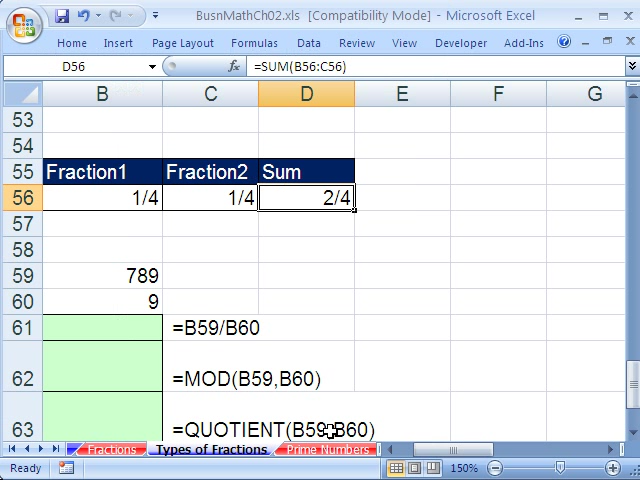 BusnMathCh02.xls [Compatibility Mode] - Microsoft Excel
Home Insert Page Layout Formulas Data Review View Developer Add-Ins
D56 fx =SUM(B56:C56)
B C D E F G
53
54
55 Fraction1 Fraction2 Sum
56 1/4 1/4 2/4
57
58
59 789
60 9
61 =B59/B60
62 =MOD(B59,B60)
63 =QUOTIENT(B59,B60)
Fractions Types of Fractions Prime Numbers
Ready 150%